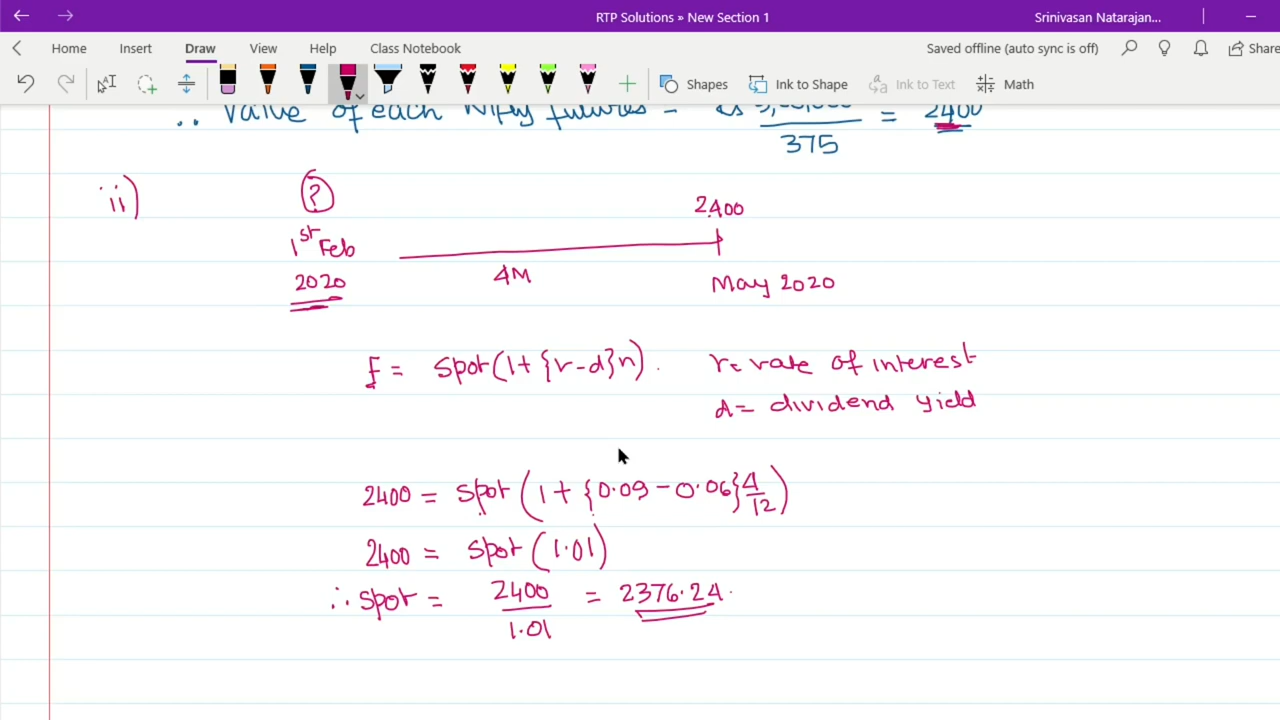 RTP Solutions » New Section 1
Srinivasan Natarajan...
Home Insert Draw View Help Class Notebook
Saved offline (auto sync is off)
Share
Shapes
Ink to Shape
Ink to Text
Math
∴ Value of each Nifty futures = = 2400
375
ii)
?
1st Feb
2020
4M
2400
May 2020
F = Spot(1+{r-d}n).
r= rate of interest
d= dividend yield
2400 = Spot(1+{0.09-0.06}4/12)
2400 = Spot(1.01)
∴ Spot = 2400/1.01 = 2376.24.